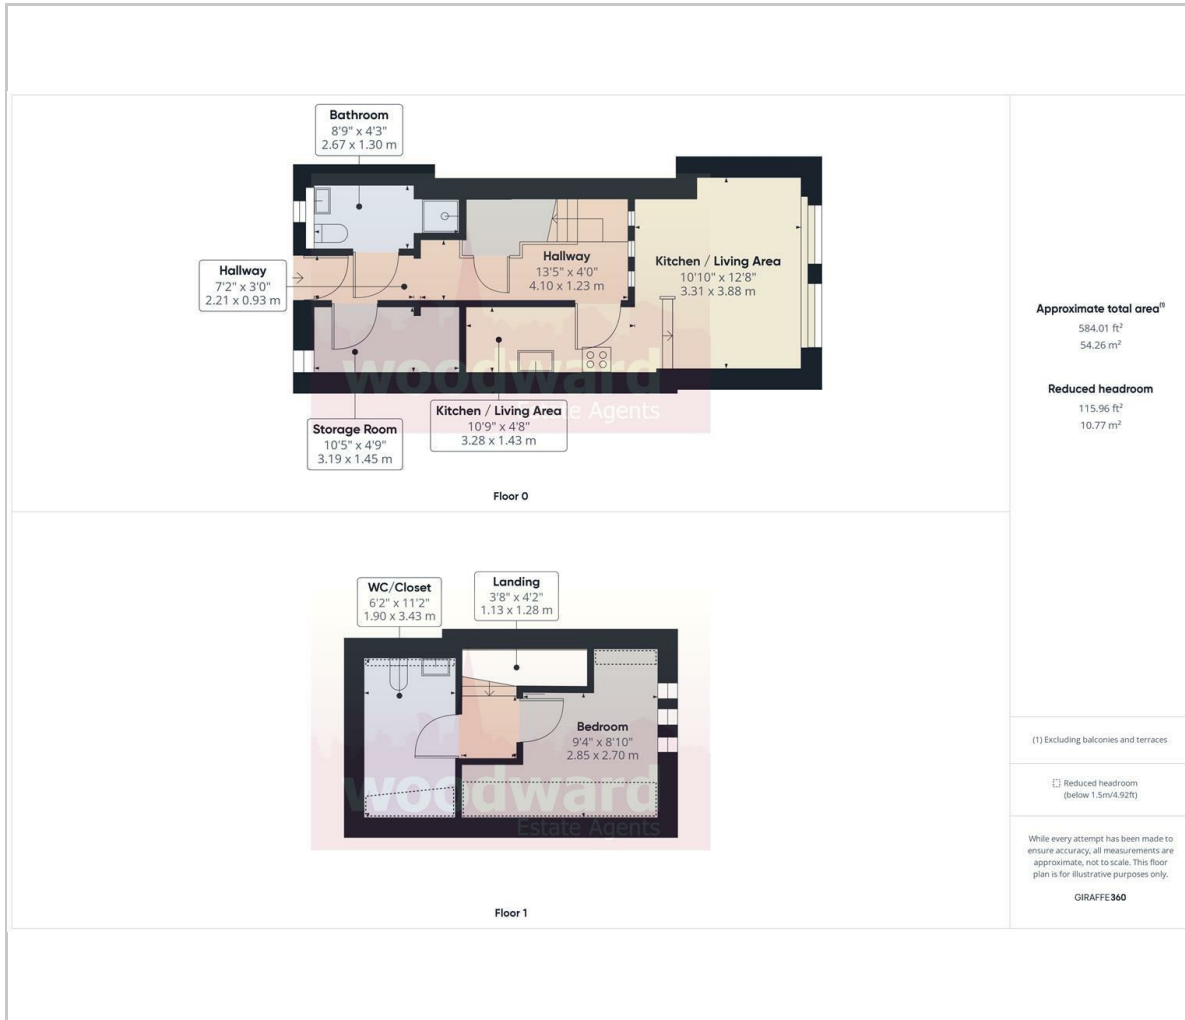 Bathroom
8'9" x 4'3"
2.67 x 1.30 m
Hallway
7'2" x 3'0"
2.21 x 0.93 m
Hallway
13'5" x 4'0"
4.10 x 1.23 m
Kitchen / Living Area
10'10" x 12'8"
3.31 x 3.88 m
woodward
Estate Agents
Storage Room
10'5" x 4'9"
3.19 x 1.45 m
Kitchen / Living Area
10'9" x 4'8"
3.28 x 1.43 m
Floor 0
WC/Closet
6'2" x 11'2"
1.90 x 3.43 m
Landing
3'8" x 4'2"
1.13 x 1.28 m
Bedroom
9'4" x 8'10"
2.85 x 2.70 m
woodward
Estate Agents
Floor 1
Approximate total area⁽¹⁾
584.01 ft²
54.26 m²
Reduced headroom
115.96 ft²
10.77 m²
(1) Excluding balconies and terraces
Reduced headroom
(below 1.5m/4.92ft)
While every attempt has been made to
ensure accuracy, all measurements are
approximate, not to scale. This floor
plan is for illustrative purposes only.
GIRAFFE360